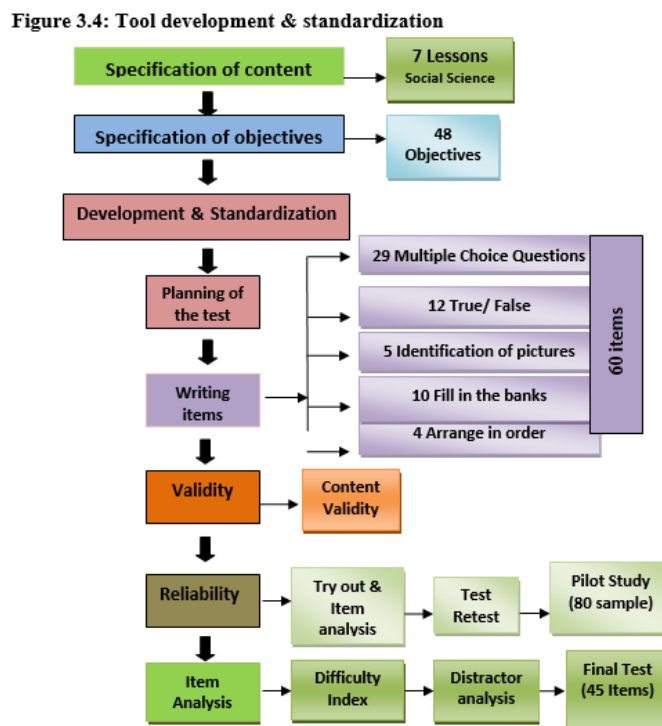 Figure 3.4: Tool development & standardization
Specification of content
7 Lessons
Social Science
Specification of objectives
48
Objectives
Development & Standardization
Planning of
the test
29 Multiple Choice Questions
12 True/ False
5 Identification of pictures
10 Fill in the banks
4 Arrange in order
60 items
Writing
items
Validity
Content
Validity
Reliability
Try out &
Item
analysis
Test
Retest
Pilot Study
(80 sample)
Item
Analysis
Difficulty
Index
Distractor
analysis
Final Test
(45 Items)